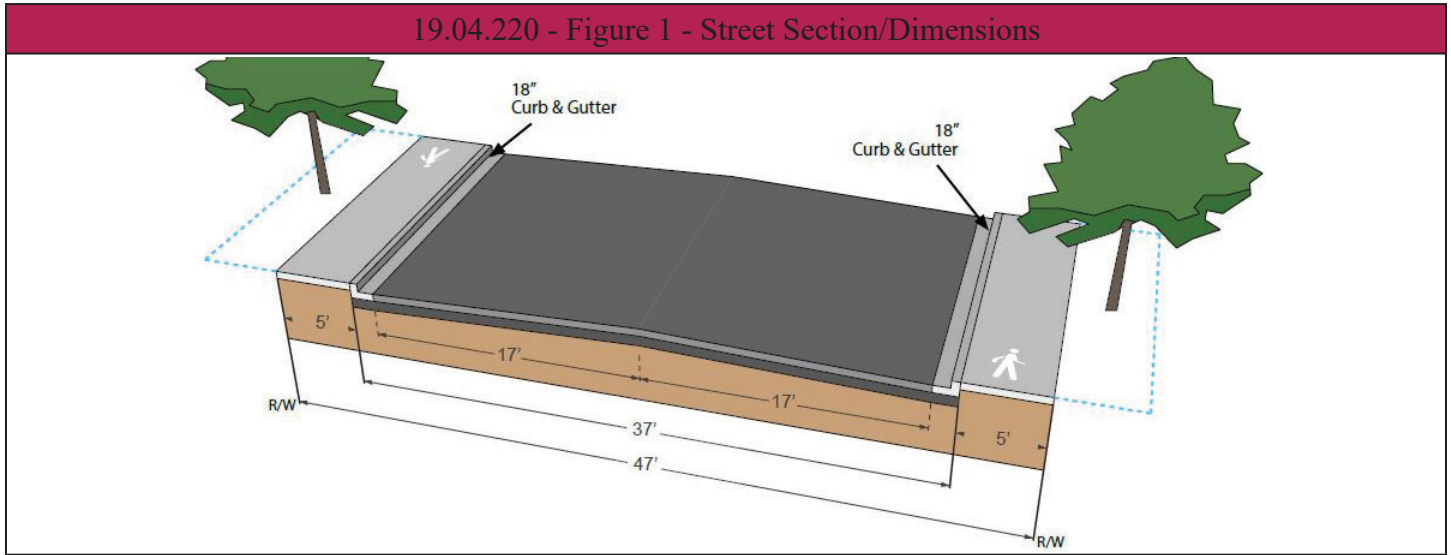 19.04.220 - Figure 1 - Street Section/Dimensions
18”
Curb & Gutter
18”
Curb & Gutter
5’
17’
17’
R/W
37’
5’
47’
R/W